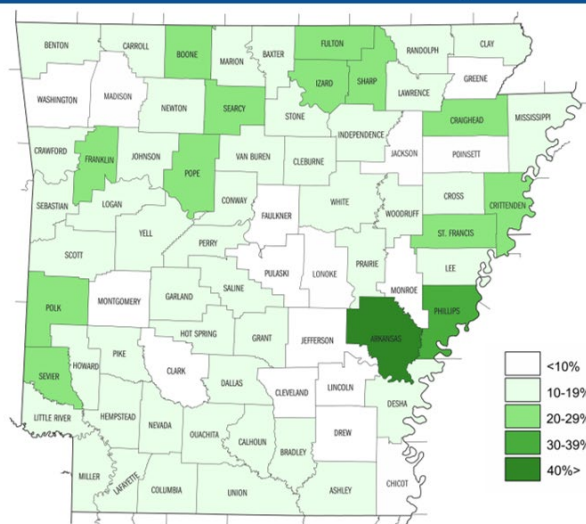 BENTON
CARROLL
BOONE
MARION
BAXTER
FULTON
RANDOLPH
CLAY
WASHINGTON
MADISON
NEWTON
SEARCY
STONE
IZARD
SHARP
LAWRENCE
GREENE
CRAWFORD
FRANKLIN
JOHNSON
POPE
VAN BUREN
CLEBURNE
INDEPENDENCE
JACKSON
CRAIGHEAD
POINSETT
MISSISSIPPI
SEBASTIAN
LOGAN
CONWAY
FAULKNER
WHITE
WOODRUFF
CROSS
CRITTENDEN
ST. FRANCIS
SCOTT
YELL
PERRY
PULASKI
LONOKE
PRAIRIE
MONROE
LEE
PHILLIPS
POLK
MONTGOMERY
GARLAND
SALINE
HOT SPRING
GRANT
JEFFERSON
ARKANSAS
SEVIER
HOWARD
PIKE
CLARK
DALLAS
CLEVELAND
LINCOLN
DESHA
LITTLE RIVER
HEMPSTEAD
NEVADA
OUACHITA
CALHOUN
BRADLEY
DREW
MILLER
LAFAYETTE
COLUMBIA
UNION
ASHLEY
CHICOT
<10%
10-19%
20-29%
30-39%
40%>